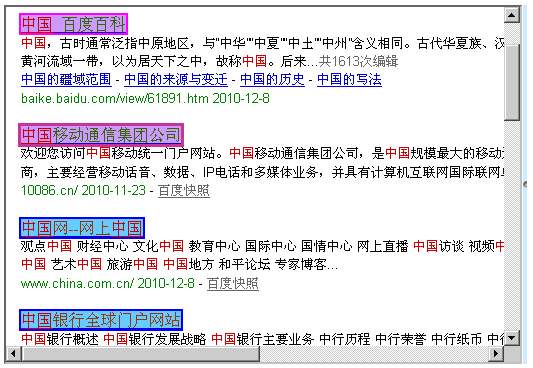 中国_百度百科
中国，古时通常泛指中原地区，与"中华""中夏""中土""中州"含义相同。古代华夏族、汉
黄河流域一带，以为居天下之中，故称中国。后来...共1613次编辑
中国的疆域范围 - 中国的来源与变迁 - 中国的历史 - 中国的写法
baike.baidu.com/view/61891.htm 2010-12-8
中国移动通信集团公司
欢迎您访问中国移动统一门户网站。中国移动通信集团公司，是中国规模最大的移动
商，主要经营移动话音、数据、IP电话和多媒体业务，并具有计算机互联网国际联网
10086.cn/ 2010-11-23 - 百度快照
中国网--网上中国
观点中国 财经中心 文化中国 教育中心 国际中心 国情中心 网上直播 中国访谈 视频中
中国 艺术中国 旅游中国 中国地方 和平论坛 专家博客...
www.china.com.cn/ 2010-12-8 - 百度快照
中国银行全球门户网站
中国银行概述 中国银行发展战略 中国银行主要业务 中行历程 中行荣誉 中行纸币 中行